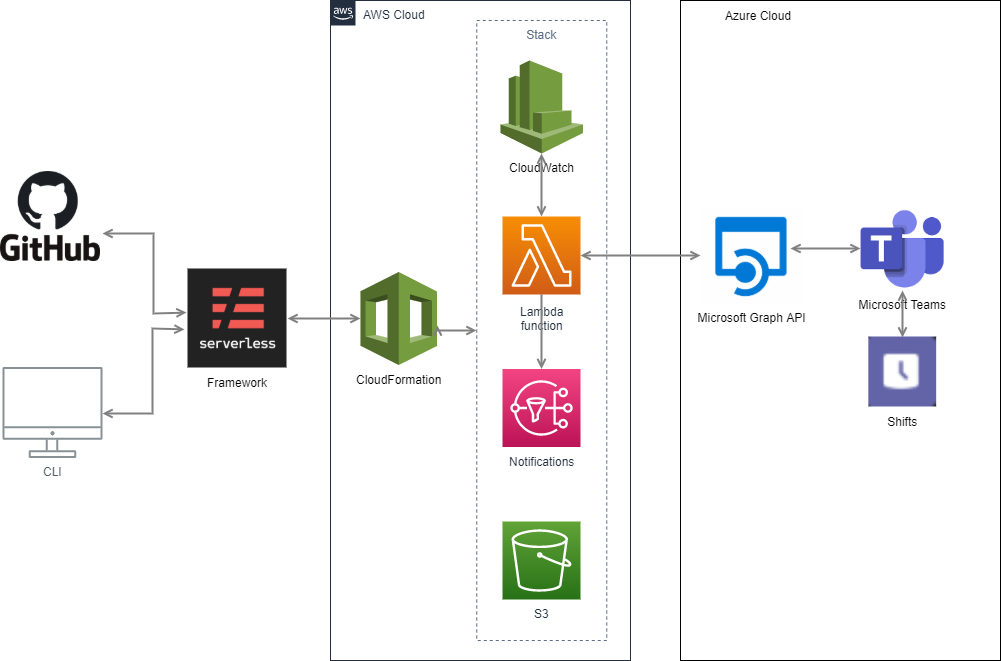 aws
AWS Cloud
Azure Cloud
Stack
CloudWatch
GitHub
serverless
Framework
CloudFormation
Lambda
function
T
Microsoft Graph API
Microsoft Teams
Notifications
Shifts
CLI
S3